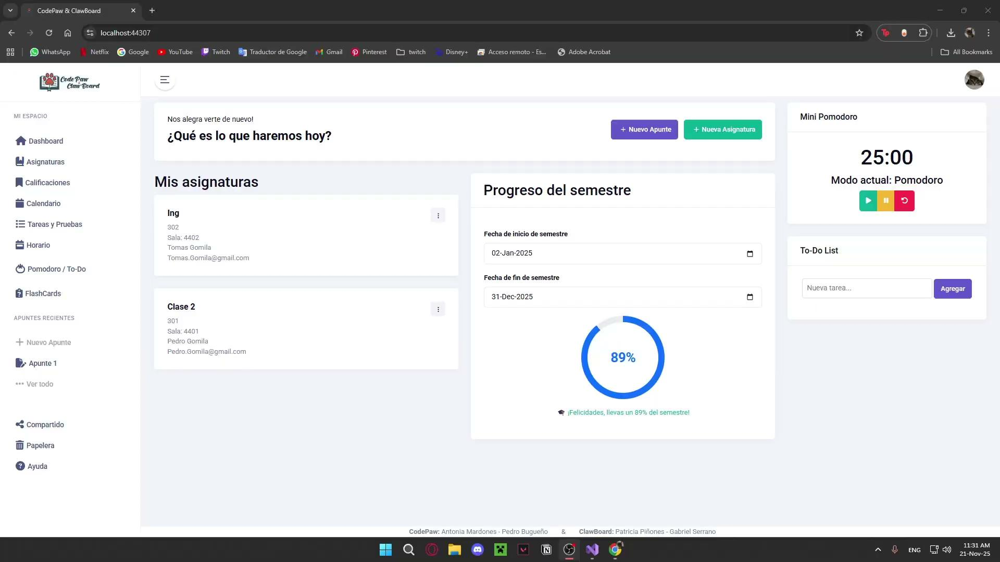 CodePaw & ClawBoard
localhost:44307
WhatsApp
Netflix
Google
YouTube
Twitch
Traductor de Google
Gmail
Pinterest
twitch
Disney+
Acceso remoto - Es...
Adobe Acrobat
All Bookmarks
Code Paw
Claw Board
MI ESPACIO
Dashboard
Asignaturas
Calificaciones
Calendario
Tareas y Pruebas
Horario
Pomodoro / To-Do
FlashCards
APUNTES RECIENTES
Nuevo Apunte
Apunte 1
Ver todo
Compartido
Papelera
Ayuda
Nos alegra verte de nuevo!
¿Qué es lo que haremos hoy?
+ Nuevo Apunte
+ Nueva Asignatura
Mis asignaturas
Ing
302
Sala: 4402
Tomas Gomila
Tomas.Gomila@gmail.com
Clase 2
301
Sala: 4401
Pedro Gomila
Pedro.Gomila@gmail.com
Progreso del semestre
Fecha de inicio de semestre
02-Jan-2025
Fecha de fin de semestre
31-Dec-2025
89%
¡Felicidades, llevas un 89% del semestre!
Mini Pomodoro
25:00
Modo actual: Pomodoro
To-Do List
Nueva tarea...
Agregar
CodePaw: Antonia Mardones - Pedro Bugueño & ClawBoard: Patricia Piñones - Gabriel Serrano
ENG
11:31 AM
21-Nov-25